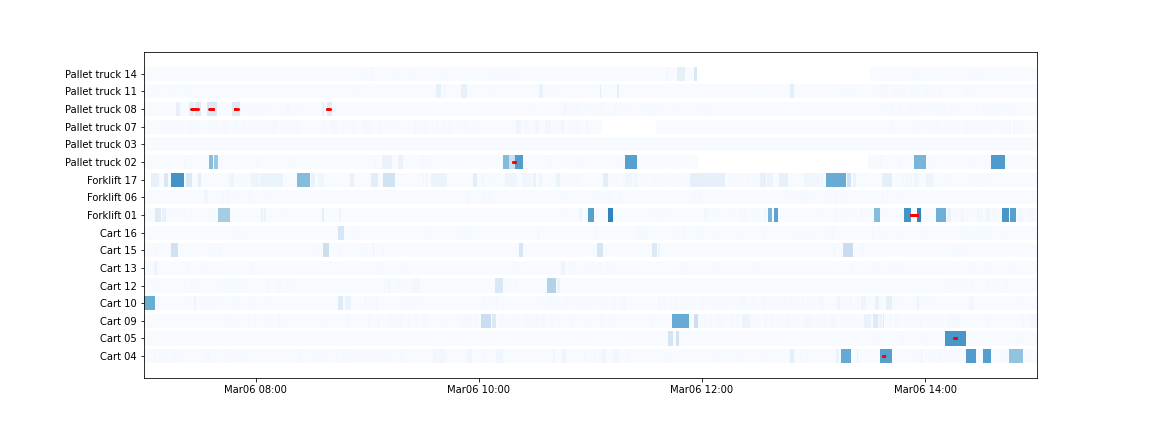 Pallet truck 14
Pallet truck 11
Pallet truck 08
Pallet truck 07
Pallet truck 03
Pallet truck 02
Forklift 17
Forklift 06
Forklift 01
Cart 16
Cart 15
Cart 13
Cart 12
Cart 10
Cart 09
Cart 05
Cart 04
Mar06 08:00 Mar06 10:00 Mar06 12:00 Mar06 14:00